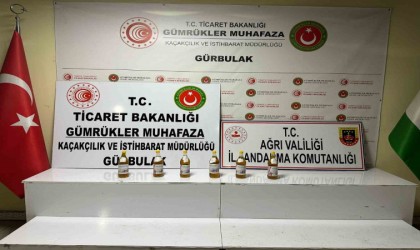 T.C. TİCARET BAKANLIĞI
GÜMRÜKLER MUHAFAZA
KAÇAKÇILIK VE İSTİHBARAT MÜDÜRLÜĞÜ
GÜRBULAK
T.C.
TİCARET BAKANLIĞI
GÜMRÜKLER MUHAFAZA
KAÇAKÇILIK VE İSTİHBARAT MÜDÜRLÜĞÜ
GÜRBULAK
T.C.
AĞRI VALİLİĞİ
İL JANDARMA KOMUTANLIĞI